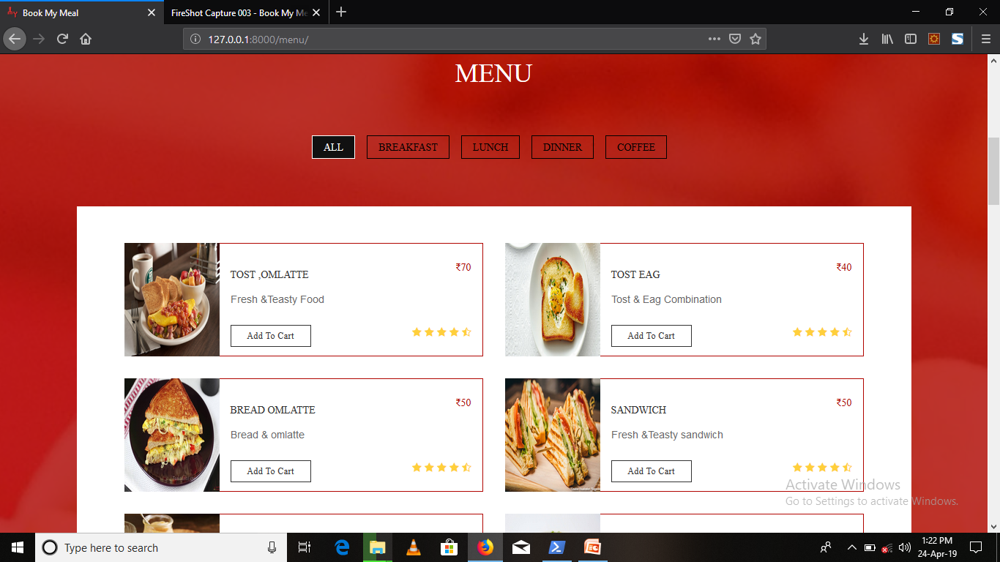 Book My Meal
FireShot Capture 003 - Book My Me
127.0.0.1:8000/menu/
MENU
ALL
BREAKFAST
LUNCH
DINNER
COFFEE
TOST ,OMLATTE
₹70
Fresh &Teasty Food
Add To Cart
TOST EAG
₹40
Tost & Eag Combination
Add To Cart
BREAD OMLATTE
₹50
Bread & omlatte
Add To Cart
SANDWICH
₹50
Fresh &Teasty sandwich
Add To Cart
Activate Windows
Go to Settings to activate Windows.
Type here to search
1:22 PM
24-Apr-19